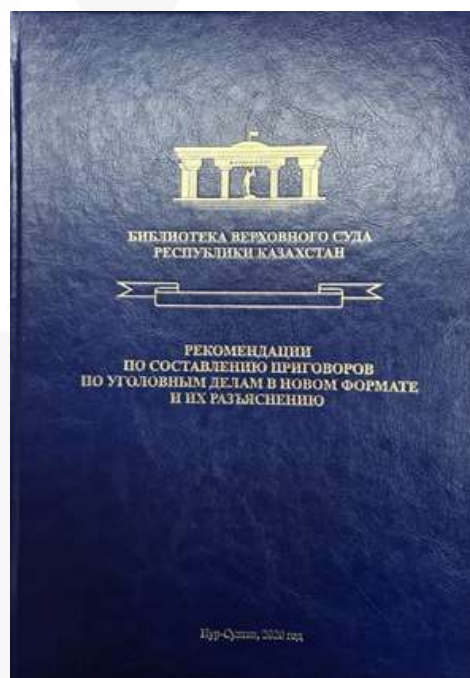 БИБЛИОТЕКА ВЕРХОВНОГО СУДА
РЕСПУБЛИКИ КАЗАХСТАН
РЕКОМЕНДАЦИИ
ПО СОСТАВЛЕНИЮ ПРИГОВОРОВ
ПО УГОЛОВНЫМ ДЕЛАМ В НОВОМ ФОРМАТЕ
И ИХ РАЗЪЯСНЕНИЮ
Нур-Султан, 2020 год